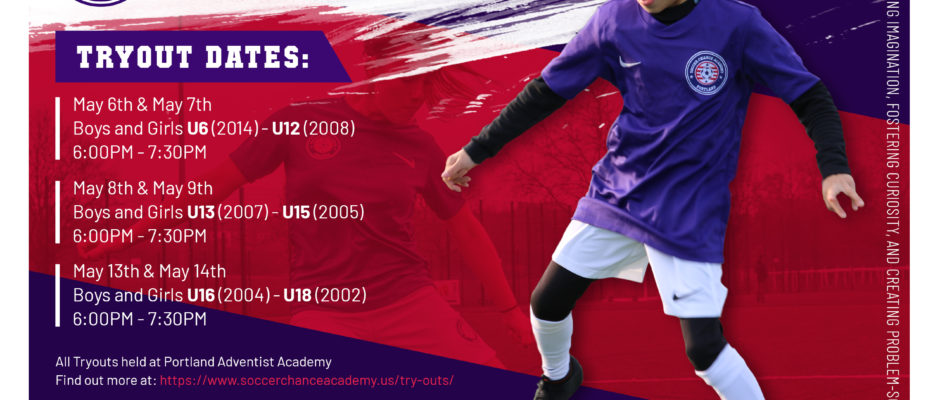 TRYOUT DATES:
May 6th & May 7th
Boys and Girls U6 (2014) - U12 (2008)
6:00PM - 7:30PM
May 8th & May 9th
Boys and Girls U13 (2007) - U15 (2005)
6:00PM - 7:30PM
May 13th & May 14th
Boys and Girls U16 (2004) - U18 (2002)
6:00PM - 7:30PM
All Tryouts held at Portland Adventist Academy
Find out more at: https://www.soccerchanceacademy.us/try-outs/
IMAGINATION, FOSTERING CURIOSITY, AND CREATING
PORTLAND